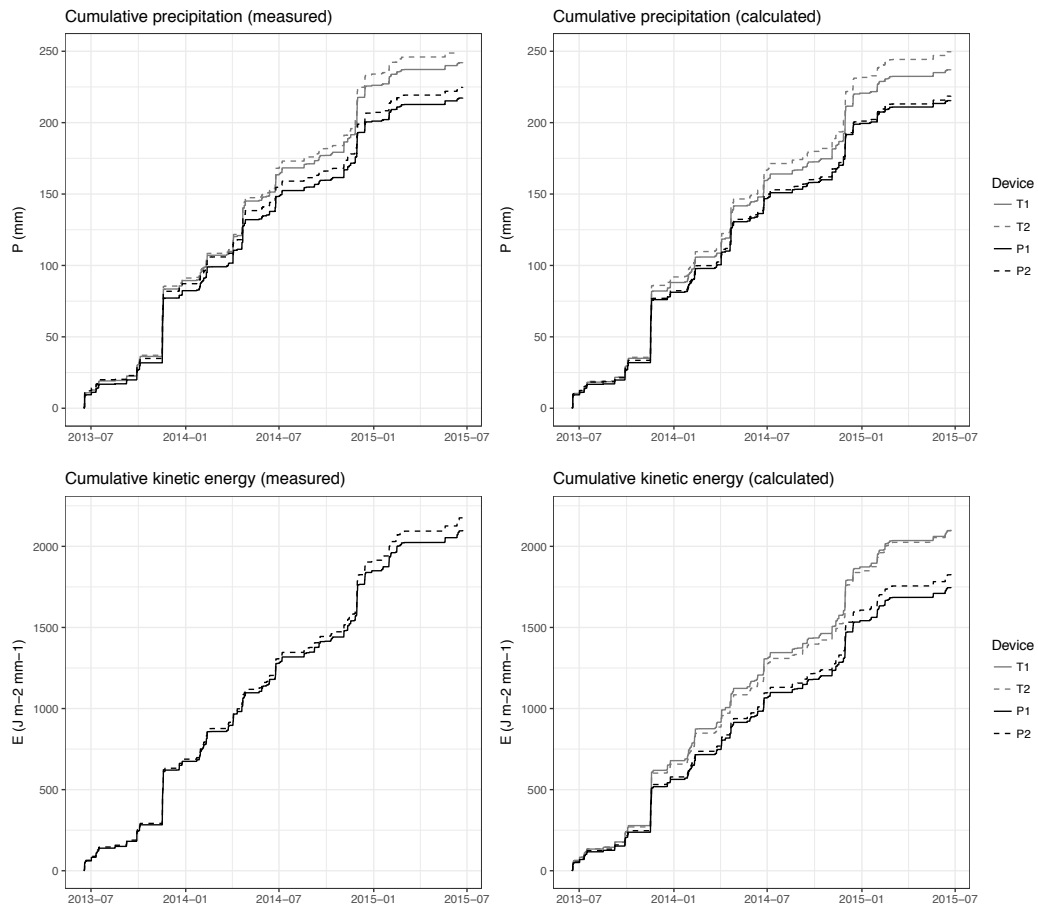 Cumulative precipitation (measured)
Cumulative precipitation (calculated)
P (mm)
250
200
150
100
50
0
2013−07
2014−01
2014−07
2015−01
2015−07
P (mm)
250
200
150
100
50
0
2013−07
2014−01
2014−07
2015−01
2015−07
Device
T1
T2
P1
P2
Cumulative kinetic energy (measured)
Cumulative kinetic energy (calculated)
E (J m−2 mm−1)
2000
1500
1000
500
0
2013−07
2014−01
2014−07
2015−01
2015−07
E (J m−2 mm−1)
2000
1500
1000
500
0
2013−07
2014−01
2014−07
2015−01
2015−07
Device
T1
T2
P1
P2